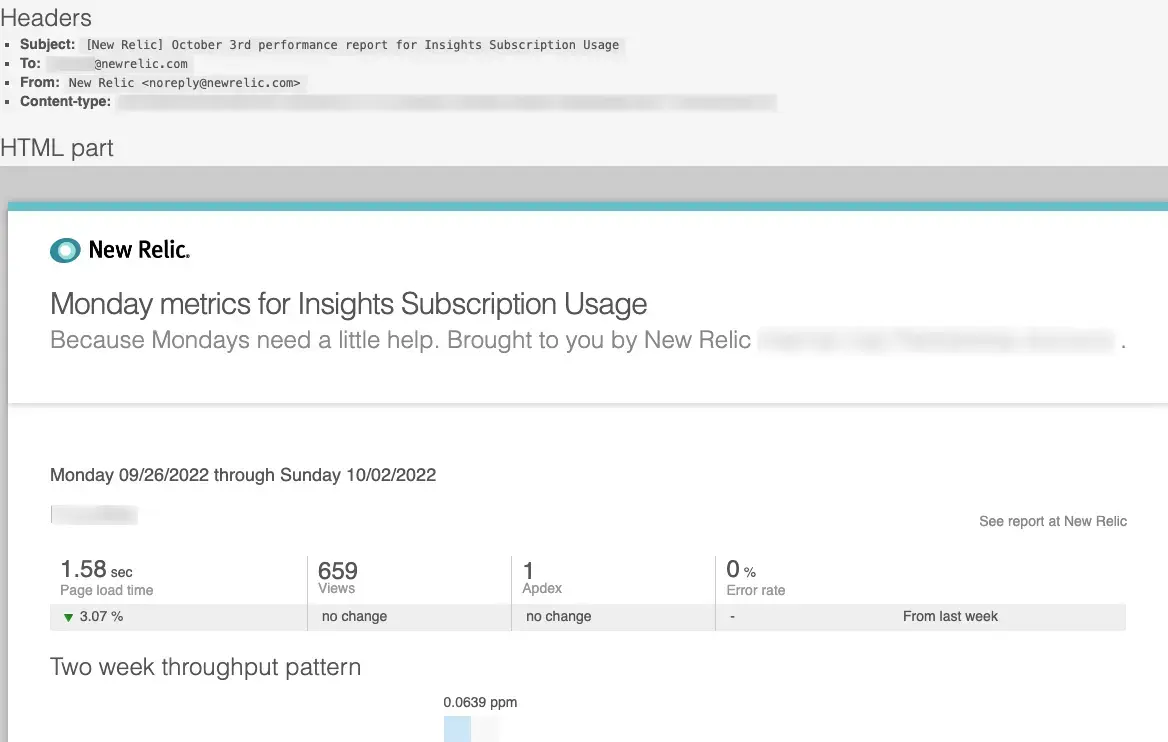 Headers
Subject: [New Relic] October 3rd performance report for Insights Subscription Usage
To: @newrelic.com
From: New Relic <noreply@newrelic.com>
Content-type:
HTML part
New Relic.
Monday metrics for Insights Subscription Usage
Because Mondays need a little help. Brought to you by New Relic .
Monday 09/26/2022 through Sunday 10/02/2022
See report at New Relic
1.58 sec 659 1 0 %
Page load time Views Apdex Error rate
▼ 3.07 % no change no change - From last week
Two week throughput pattern
0.0639 ppm